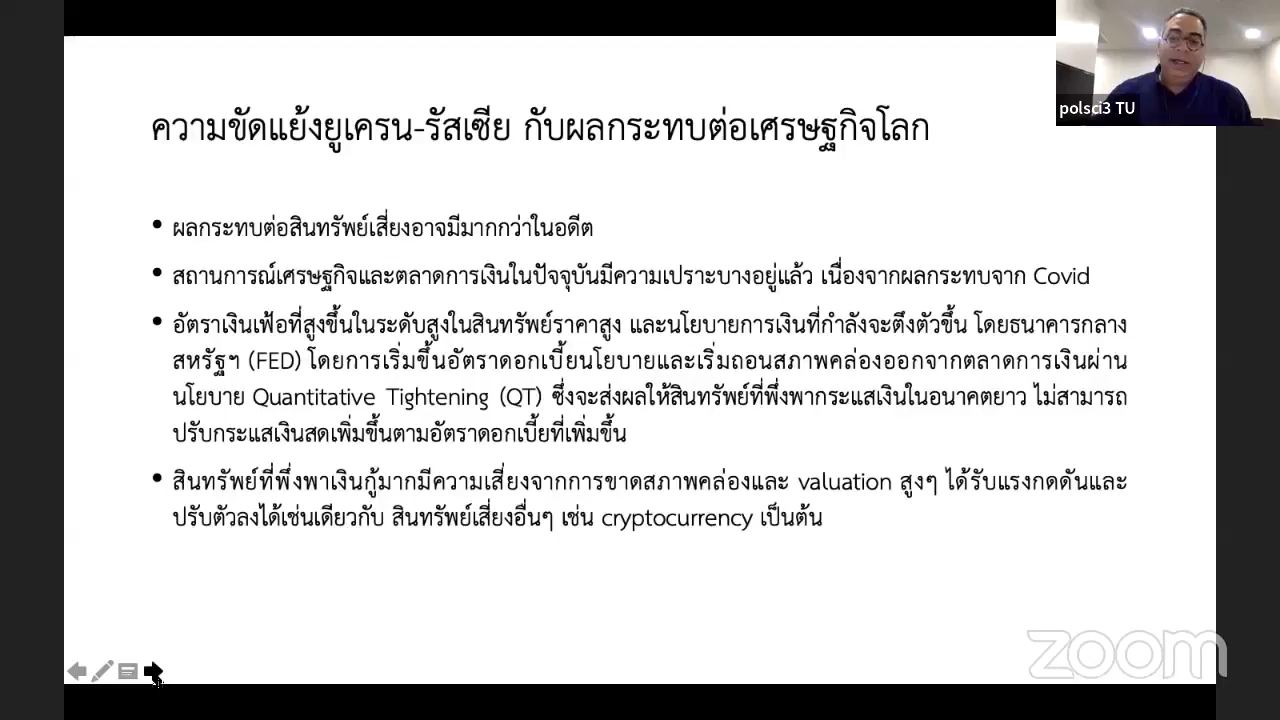 polsci3 TU
ความขัดแย้งยูเครน-รัสเซีย กับผลกระทบต่อเศรษฐกิจโลก
• ผลกระทบต่อสินทรัพย์เสี่ยงอาจมีมากกว่าในอดีต
• สถานการณ์เศรษฐกิจและตลาดการเงินในปัจจุบันมีความเปราะบางอยู่แล้ว เนื่องจากผลกระทบจาก Covid
• อัตราเงินเฟ้อที่สูงขึ้นในระดับสูงในสินทรัพย์ราคาสูง และนโยบายการเงินที่กำลังจะตึงตัวขึ้น โดยธนาคารกลาง
สหรัฐฯ (FED) โดยการเริ่มขึ้นอัตราดอกเบี้ยนโยบายและเริ่มถอนสภาพคล่องออกจากตลาดการเงินผ่าน
นโยบาย Quantitative Tightening (QT) ซึ่งจะส่งผลให้สินทรัพย์ที่พึ่งพากระแสเงินในอนาคตยาว ไม่สามารถ
ปรับกระแสเงินสดเพิ่มขึ้นตามอัตราดอกเบี้ยที่เพิ่มขึ้น
• สินทรัพย์ที่พึ่งพาเงินกู้มากมีความเสี่ยงจากการขาดสภาพคล่องและ valuation สูงๆ ได้รับแรงกดดันและ
ปรับตัวลงได้เช่นเดียวกับ สินทรัพย์เสี่ยงอื่นๆ เช่น cryptocurrency เป็นต้น
zoom